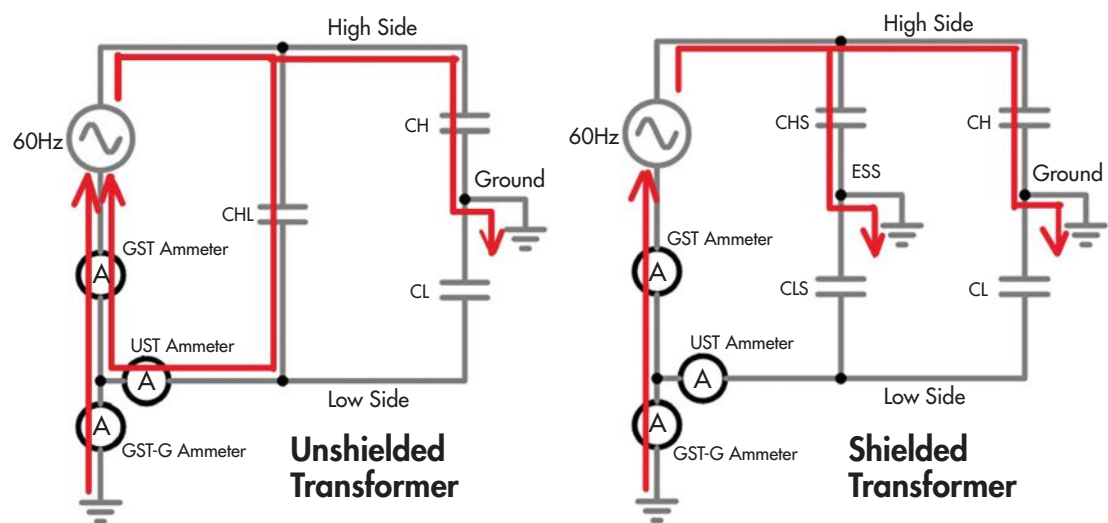 High Side
60Hz
CH
Ground
CHL
GST Ammeter
A
CL
UST Ammeter
A
Low Side
A
GST-G Ammeter
Unshielded
Transformer
High Side
60Hz
CHS
CH
ESS
Ground
GST Ammeter
A
CLS
CL
UST Ammeter
A
Low Side
A
GST-G Ammeter
Shielded
Transformer